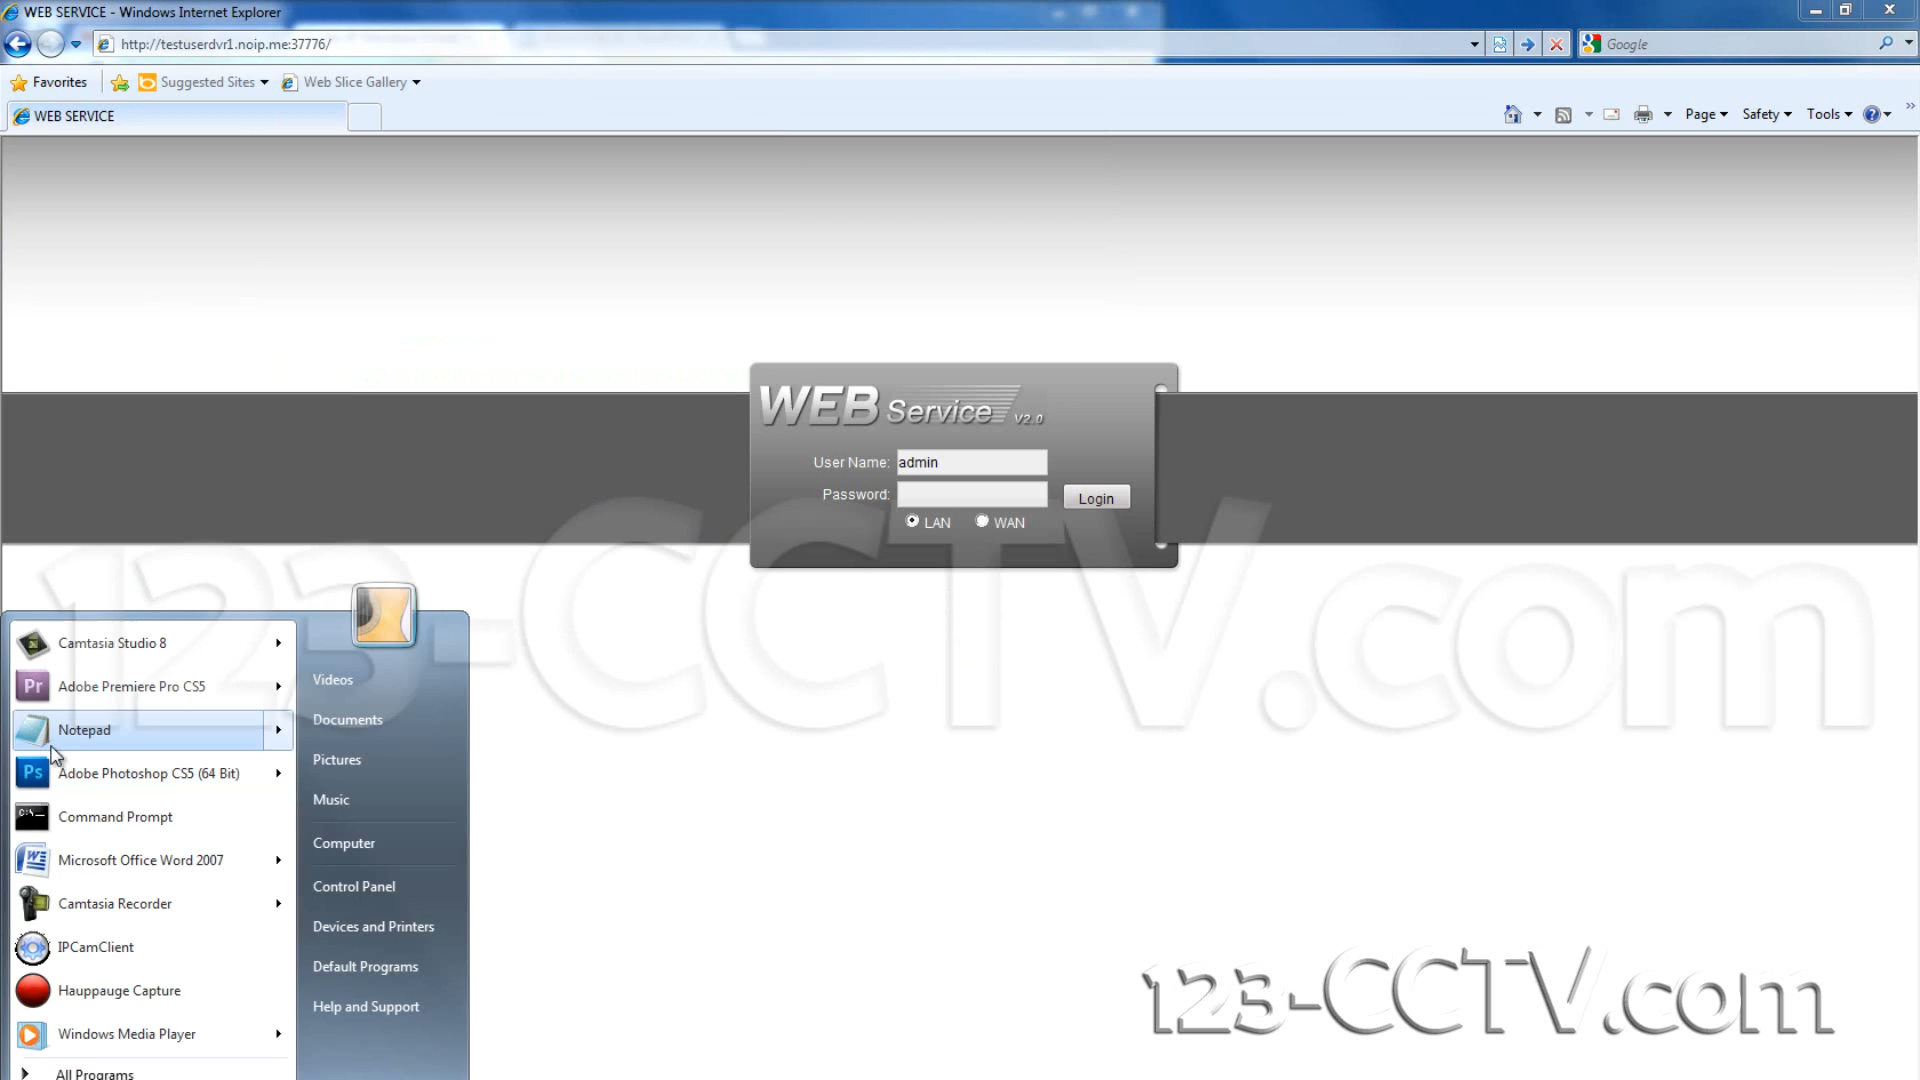 WEB SERVICE - Windows Internet Explorer
http://testuserdvr1.noip.me:37776/
Google
Favorites
Suggested Sites
Web Slice Gallery
WEB SERVICE
Page
Safety
Tools
WEB Service V2.0
User Name: admin
Password:
Login
LAN WAN
123-CCTV.com
Camtasia Studio 8
Pr Adobe Premiere Pro CS5
Notepad
Ps Adobe Photoshop CS5 (64 Bit)
C:\ Command Prompt
Microsoft Office Word 2007
Camtasia Recorder
IPCamClient
Hauppauge Capture
Windows Media Player
All Programs
Videos
Documents
Pictures
Music
Computer
Control Panel
Devices and Printers
Default Programs
Help and Support
123-CCTV.com